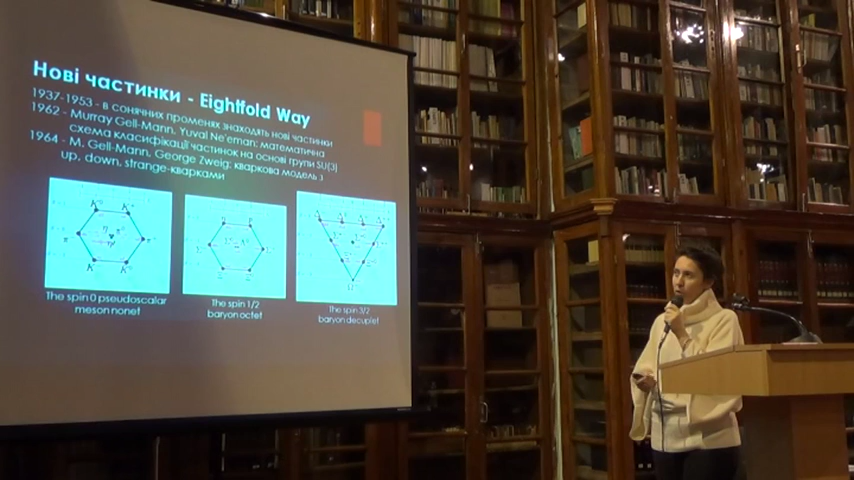 Нові частинки - Eightfold Way
1937-1953 - в сонячних променях знаходять нові частинки
1962 - Murray Gell-Mann, Yuval Ne'eman: математична
схема класифікації частинок на основі групи SU(3)
1964 - M. Gell-Mann, George Zweig: кваркова модель з
up, down, strange-кварками
The spin 0 pseudoscalar
meson nonet
The spin 1/2
baryon octet
The spin 3/2
baryon decuplet